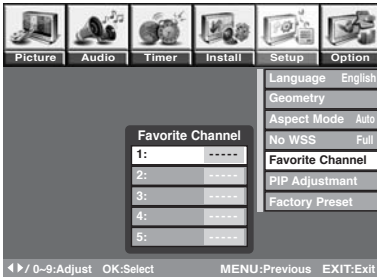 Picture Audio Timer Install Setup Option
Language English
Geometry
Aspect Mode Auto
No WSS Full
Favorite Channel
PIP Adjustmant
Factory Preset
Favorite Channel
1: -----
2: -----
3: -----
4: -----
5: -----
◀▶/ 0~9:Adjust OK:Select MENU:Previous EXIT:Exit